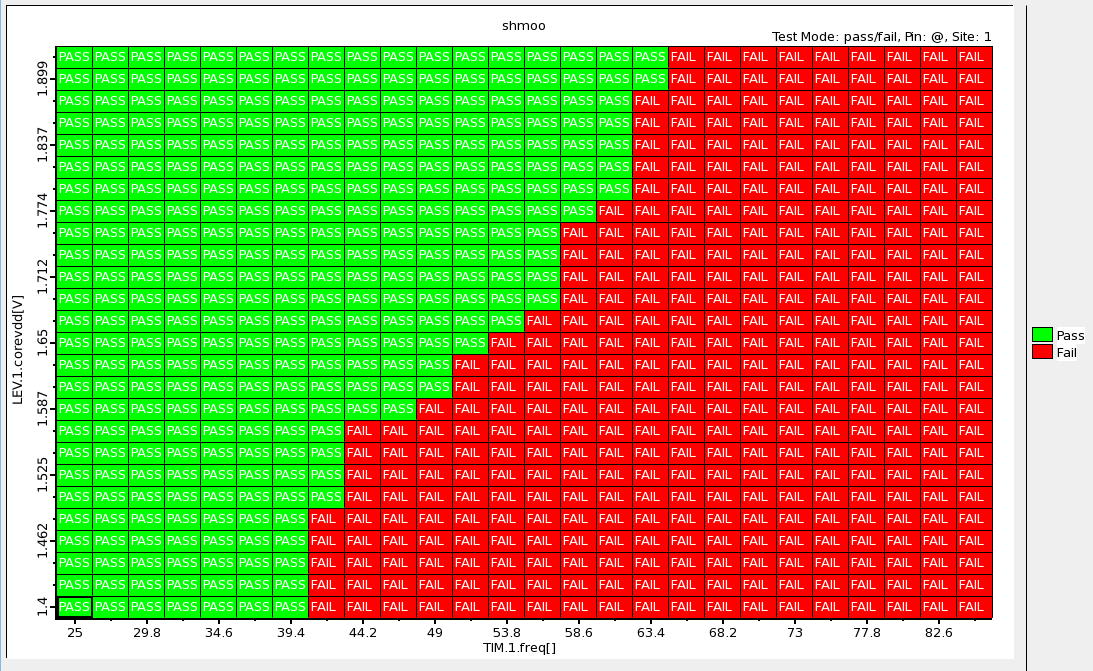 shmoo
Test Mode: pass/fail, Pin: @, Site: 1
PASS PASS PASS PASS PASS PASS PASS PASS PASS PASS PASS PASS PASS PASS PASS PASS PASS FAIL FAIL FAIL FAIL FAIL FAIL FAIL FAIL FAIL
1.899 PASS PASS PASS PASS PASS PASS PASS PASS PASS PASS PASS PASS PASS PASS PASS PASS PASS FAIL FAIL FAIL FAIL FAIL FAIL FAIL FAIL FAIL
PASS PASS PASS PASS PASS PASS PASS PASS PASS PASS PASS PASS PASS PASS PASS PASS FAIL FAIL FAIL FAIL FAIL FAIL FAIL FAIL FAIL FAIL
PASS PASS PASS PASS PASS PASS PASS PASS PASS PASS PASS PASS PASS PASS PASS PASS FAIL FAIL FAIL FAIL FAIL FAIL FAIL FAIL FAIL FAIL
1.837 PASS PASS PASS PASS PASS PASS PASS PASS PASS PASS PASS PASS PASS PASS PASS PASS FAIL FAIL FAIL FAIL FAIL FAIL FAIL FAIL FAIL FAIL
PASS PASS PASS PASS PASS PASS PASS PASS PASS PASS PASS PASS PASS PASS PASS PASS FAIL FAIL FAIL FAIL FAIL FAIL FAIL FAIL FAIL FAIL
PASS PASS PASS PASS PASS PASS PASS PASS PASS PASS PASS PASS PASS PASS PASS PASS FAIL FAIL FAIL FAIL FAIL FAIL FAIL FAIL FAIL FAIL
1.774 PASS PASS PASS PASS PASS PASS PASS PASS PASS PASS PASS PASS PASS PASS PASS FAIL FAIL FAIL FAIL FAIL FAIL FAIL FAIL FAIL FAIL FAIL
PASS PASS PASS PASS PASS PASS PASS PASS PASS PASS PASS PASS PASS PASS FAIL FAIL FAIL FAIL FAIL FAIL FAIL FAIL FAIL FAIL FAIL FAIL
PASS PASS PASS PASS PASS PASS PASS PASS PASS PASS PASS PASS PASS PASS FAIL FAIL FAIL FAIL FAIL FAIL FAIL FAIL FAIL FAIL FAIL FAIL
1.712 PASS PASS PASS PASS PASS PASS PASS PASS PASS PASS PASS PASS PASS PASS FAIL FAIL FAIL FAIL FAIL FAIL FAIL FAIL FAIL FAIL FAIL FAIL
PASS PASS PASS PASS PASS PASS PASS PASS PASS PASS PASS PASS PASS PASS FAIL FAIL FAIL FAIL FAIL FAIL FAIL FAIL FAIL FAIL FAIL FAIL
PASS PASS PASS PASS PASS PASS PASS PASS PASS PASS PASS PASS PASS FAIL FAIL FAIL FAIL FAIL FAIL FAIL FAIL FAIL FAIL FAIL FAIL FAIL
1.65 PASS PASS PASS PASS PASS PASS PASS PASS PASS PASS PASS PASS FAIL FAIL FAIL FAIL FAIL FAIL FAIL FAIL FAIL FAIL FAIL FAIL FAIL FAIL
PASS PASS PASS PASS PASS PASS PASS PASS PASS PASS PASS FAIL FAIL FAIL FAIL FAIL FAIL FAIL FAIL FAIL FAIL FAIL FAIL FAIL FAIL FAIL
PASS PASS PASS PASS PASS PASS PASS PASS PASS PASS PASS FAIL FAIL FAIL FAIL FAIL FAIL FAIL FAIL FAIL FAIL FAIL FAIL FAIL FAIL FAIL
1.587 PASS PASS PASS PASS PASS PASS PASS PASS PASS PASS FAIL FAIL FAIL FAIL FAIL FAIL FAIL FAIL FAIL FAIL FAIL FAIL FAIL FAIL FAIL FAIL
PASS PASS PASS PASS PASS PASS PASS PASS FAIL FAIL FAIL FAIL FAIL FAIL FAIL FAIL FAIL FAIL FAIL FAIL FAIL FAIL FAIL FAIL FAIL FAIL
PASS PASS PASS PASS PASS PASS PASS PASS FAIL FAIL FAIL FAIL FAIL FAIL FAIL FAIL FAIL FAIL FAIL FAIL FAIL FAIL FAIL FAIL FAIL FAIL
1.525 PASS PASS PASS PASS PASS PASS PASS PASS FAIL FAIL FAIL FAIL FAIL FAIL FAIL FAIL FAIL FAIL FAIL FAIL FAIL FAIL FAIL FAIL FAIL FAIL
PASS PASS PASS PASS PASS PASS PASS PASS FAIL FAIL FAIL FAIL FAIL FAIL FAIL FAIL FAIL FAIL FAIL FAIL FAIL FAIL FAIL FAIL FAIL FAIL
PASS PASS PASS PASS PASS PASS PASS FAIL FAIL FAIL FAIL FAIL FAIL FAIL FAIL FAIL FAIL FAIL FAIL FAIL FAIL FAIL FAIL FAIL FAIL FAIL
1.462 PASS PASS PASS PASS PASS PASS PASS FAIL FAIL FAIL FAIL FAIL FAIL FAIL FAIL FAIL FAIL FAIL FAIL FAIL FAIL FAIL FAIL FAIL FAIL FAIL
PASS PASS PASS PASS PASS PASS PASS FAIL FAIL FAIL FAIL FAIL FAIL FAIL FAIL FAIL FAIL FAIL FAIL FAIL FAIL FAIL FAIL FAIL FAIL FAIL
PASS PASS PASS PASS PASS PASS PASS FAIL FAIL FAIL FAIL FAIL FAIL FAIL FAIL FAIL FAIL FAIL FAIL FAIL FAIL FAIL FAIL FAIL FAIL FAIL
1.4 PASS PASS PASS PASS PASS PASS PASS FAIL FAIL FAIL FAIL FAIL FAIL FAIL FAIL FAIL FAIL FAIL FAIL FAIL FAIL FAIL FAIL FAIL FAIL FAIL
25 29.8 34.6 39.4 44.2 49 53.8 58.6 63.4 68.2 73 77.8 82.6
TIM.1.freq[]
LEV.1.corevdd[V]
Pass
Fail